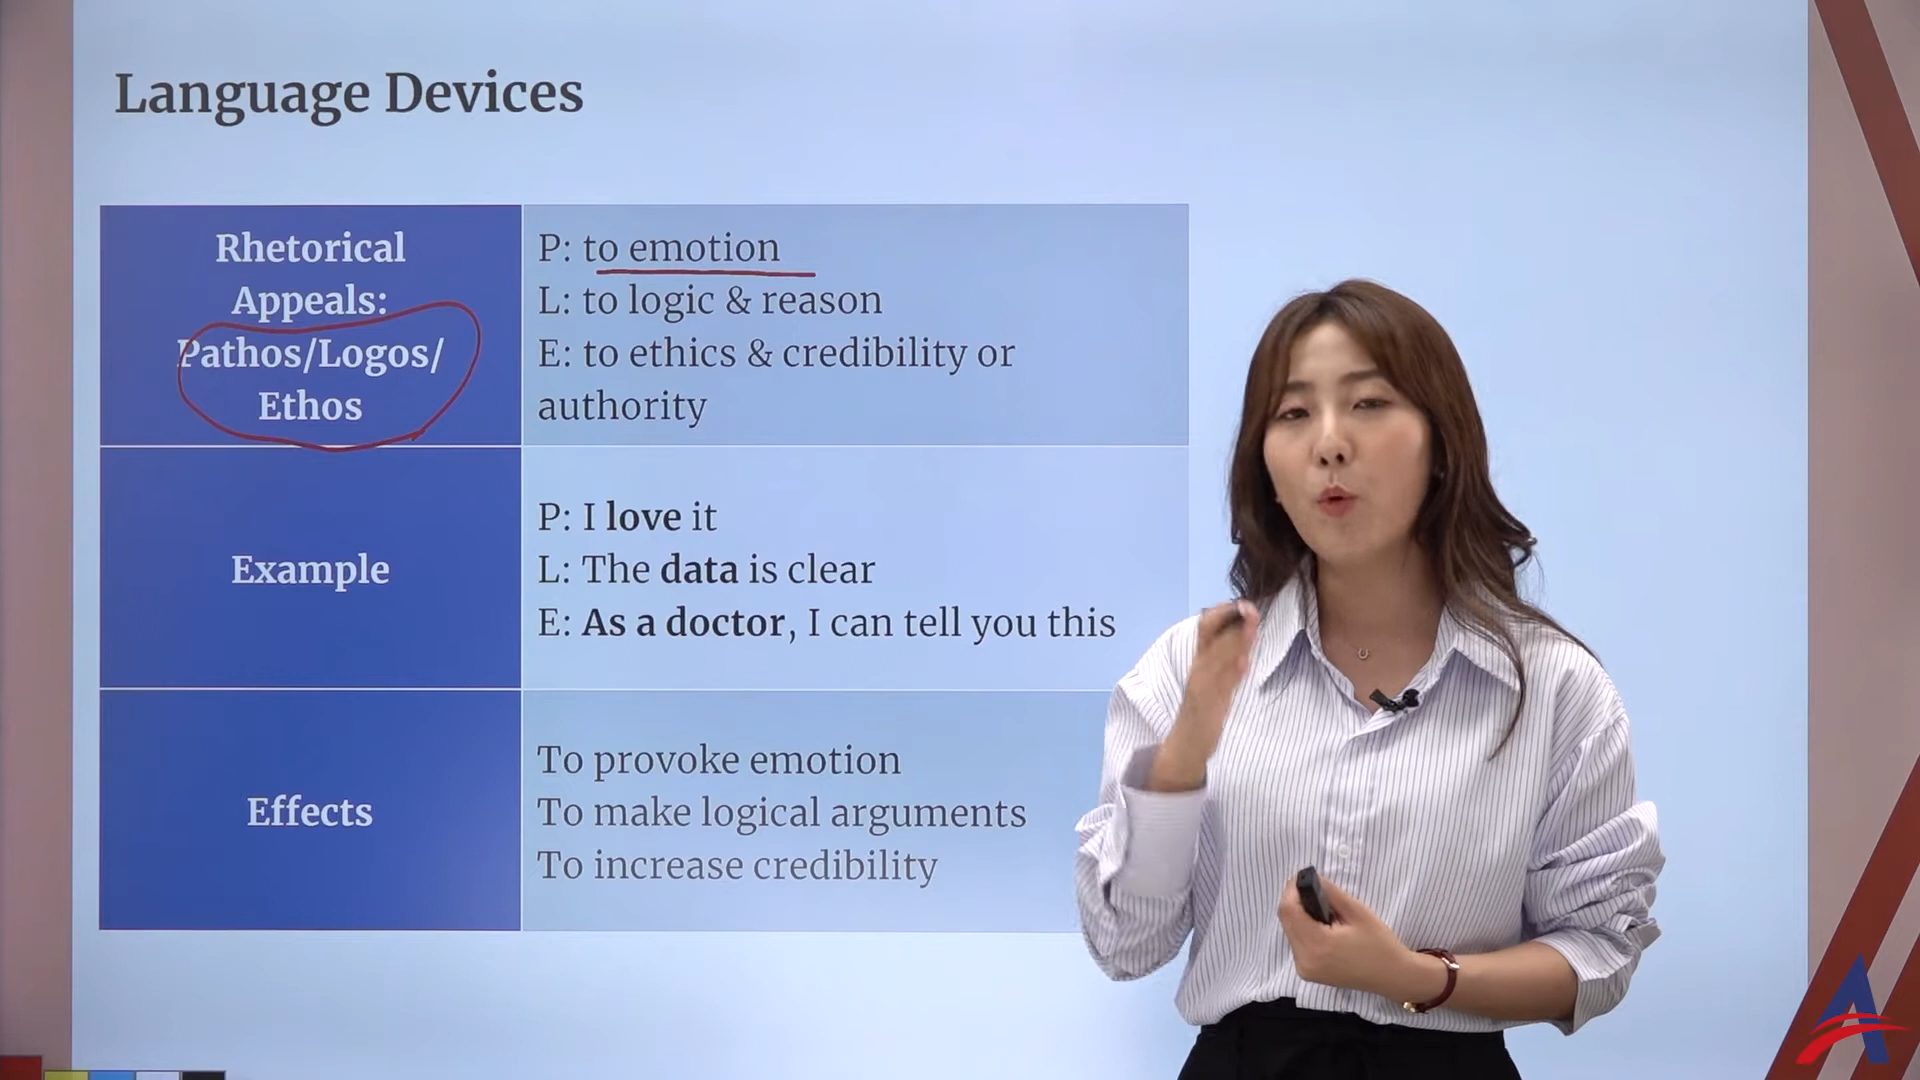 Language Devices
Rhetorical
Appeals:
Pathos/Logos/
Ethos
P: to emotion
L: to logic & reason
E: to ethics & credibility or
authority
Example
P: I love it
L: The data is clear
E: As a doctor, I can tell you this
Effects
To provoke emotion
To make logical arguments
To increase credibility